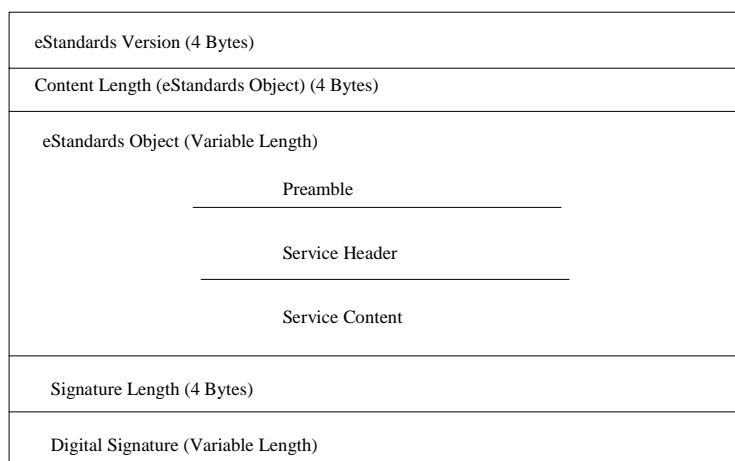 eStandards Version (4 Bytes)
Content Length (eStandards Object) (4 Bytes)
eStandards Object (Variable Length)
Preamble
Service Header
Service Content
Signature Length (4 Bytes)
Digital Signature (Variable Length)